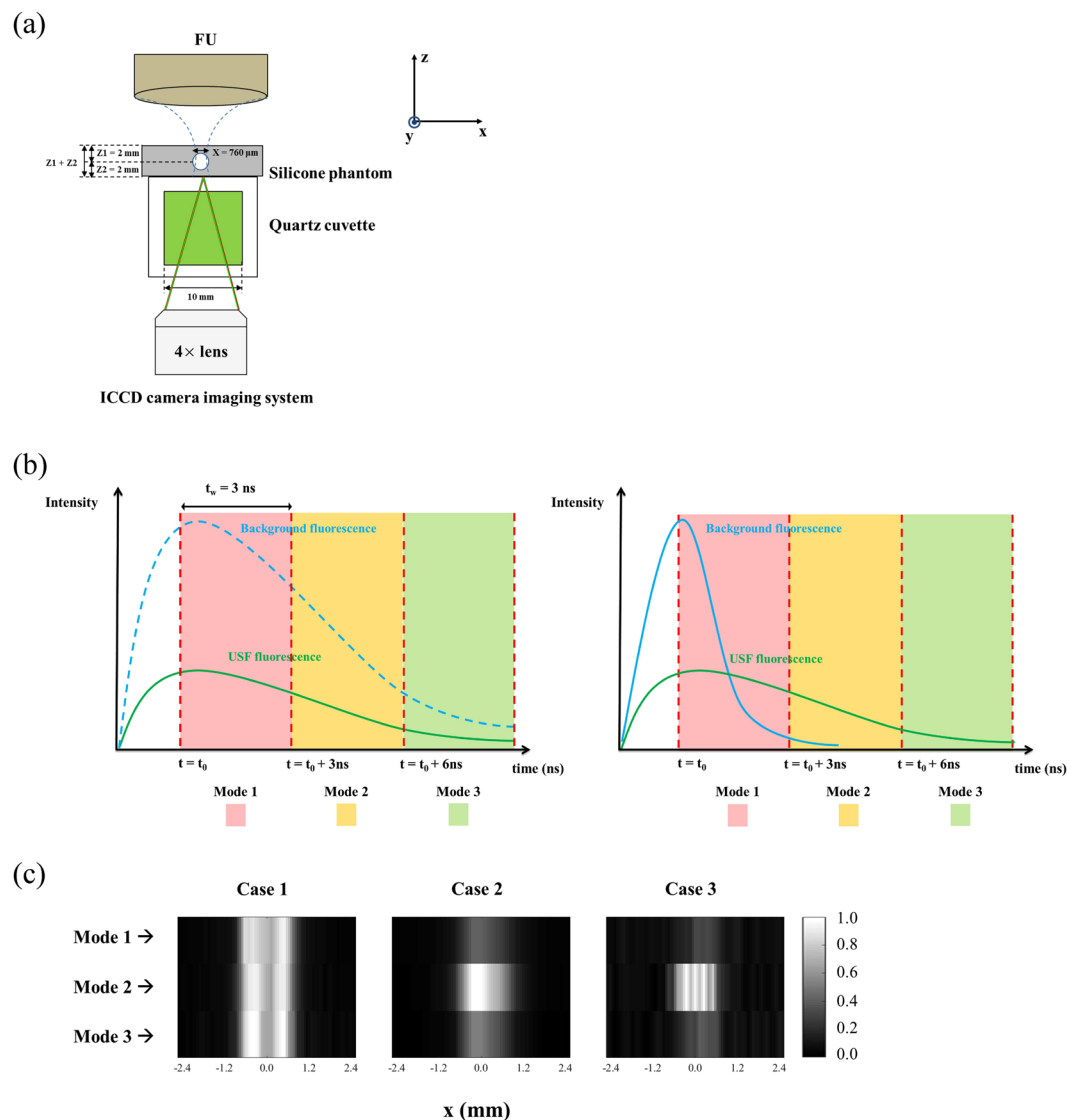 (a)
FU
z
y
x
X = 760 μm
Z1 = 2 mm
Z1 + Z2
Z2 = 2 mm
Silicone phantom
Quartz cuvette
10 mm
4× lens
ICCD camera imaging system
(b)
Intensity
t_w = 3 ns
Background fluorescence
USF fluorescence
t = t_0
t = t_0 + 3ns
t = t_0 + 6ns
time (ns)
Mode 1
Mode 2
Mode 3
Intensity
Background fluorescence
USF fluorescence
t = t_0
t = t_0 + 3ns
t = t_0 + 6ns
time (ns)
Mode 1
Mode 2
Mode 3
(c)
Case 1
Case 2
Case 3
Mode 1 →
Mode 2 →
Mode 3 →
1.0
0.8
0.6
0.4
0.2
0.0
-2.4 -1.2 0.0 1.2 2.4
-2.4 -1.2 0.0 1.2 2.4
-2.4 -1.2 0.0 1.2 2.4
x (mm)